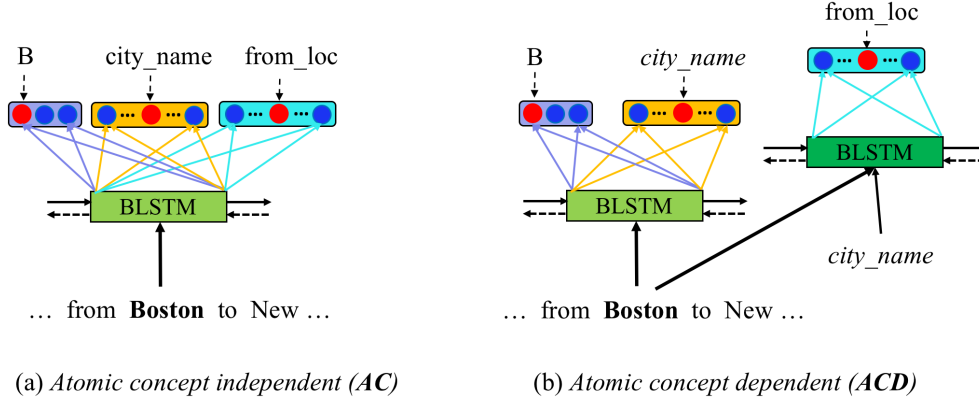 B city_name from_loc
BLSTM
… from Boston to New …
(a) Atomic concept independent (AC)
from_loc
B city_name
BLSTM
BLSTM
city_name
… from Boston to New …
(b) Atomic concept dependent (ACD)